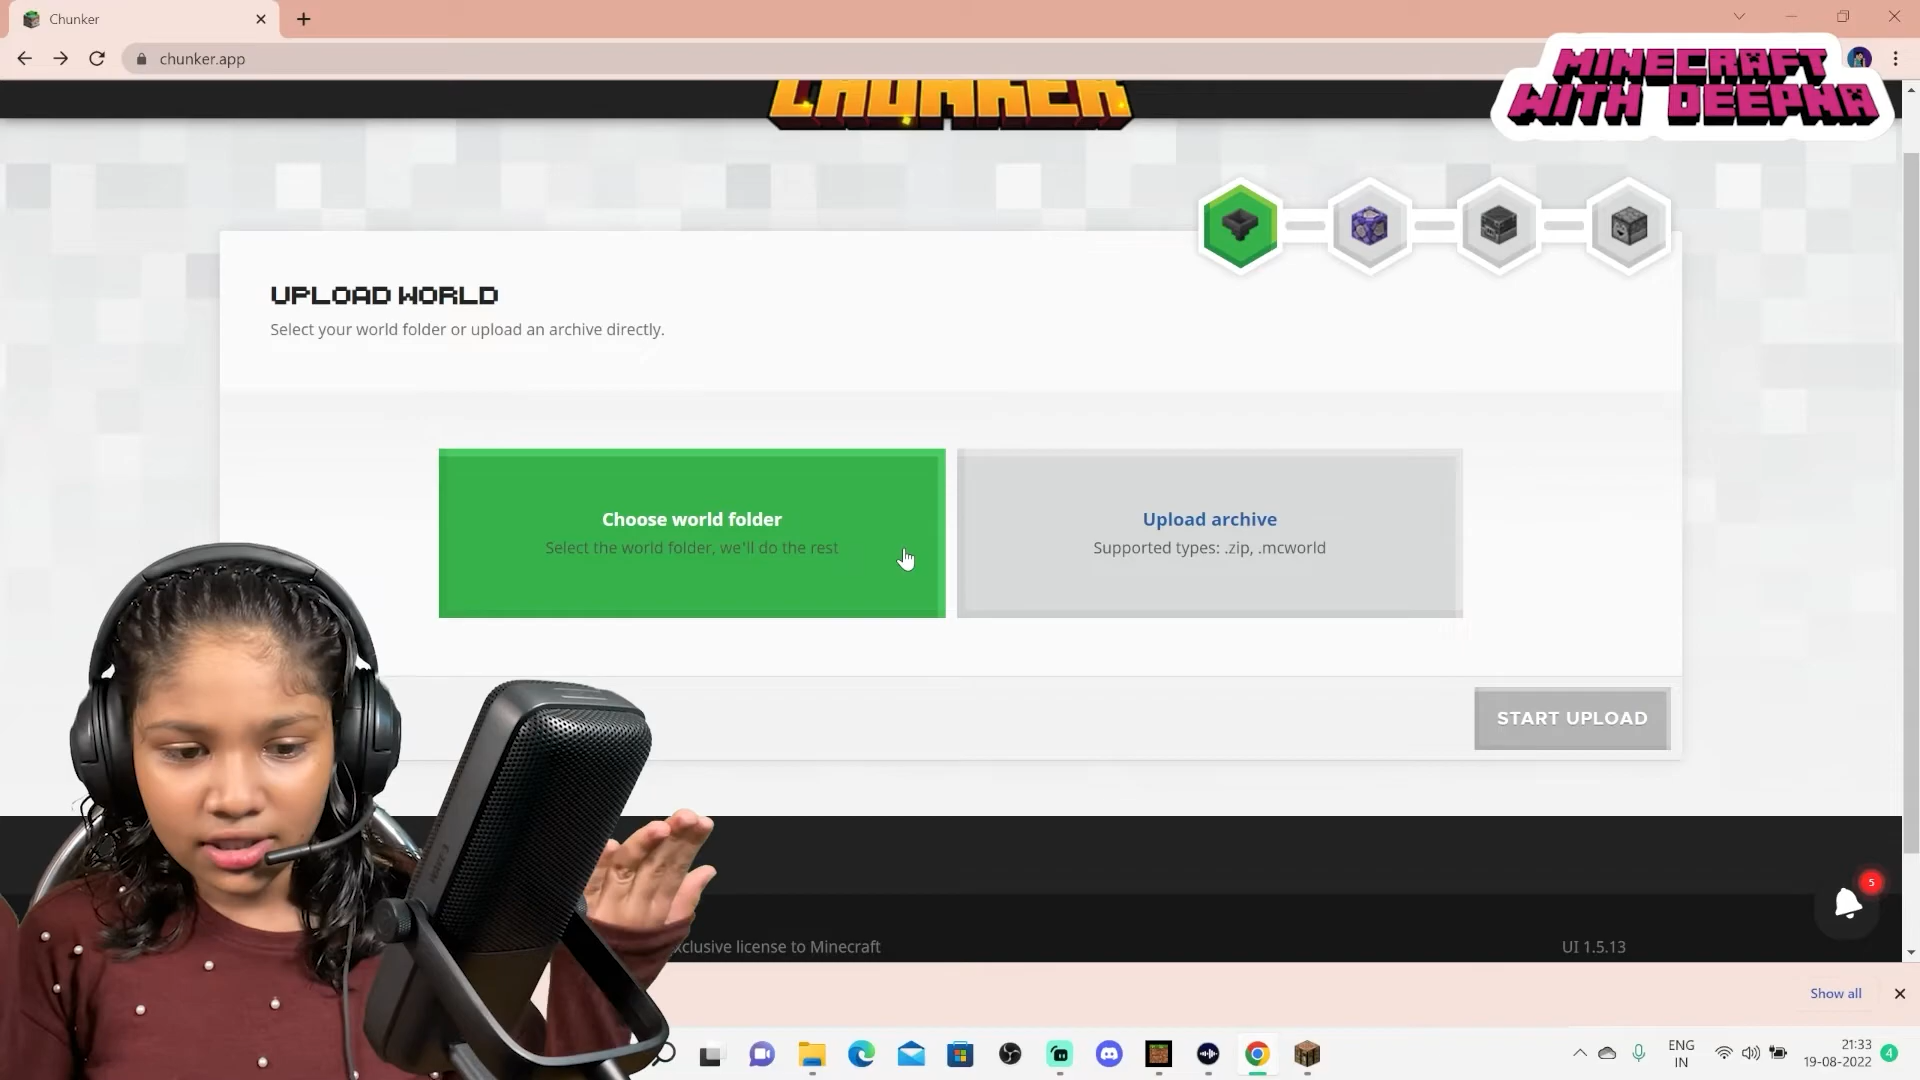 Chunker
chunker.app
MINECRAFT
WITH DEEPNA
CHUNKER
UPLOAD WORLD
Select your world folder or upload an archive directly.
Choose world folder
Select the world folder, we'll do the rest
Upload archive
Supported types: .zip, .mcworld
START UPLOAD
5
exclusive license to Minecraft
UI 1.5.13
Show all
ENG
IN
21:33
19-08-2022
4